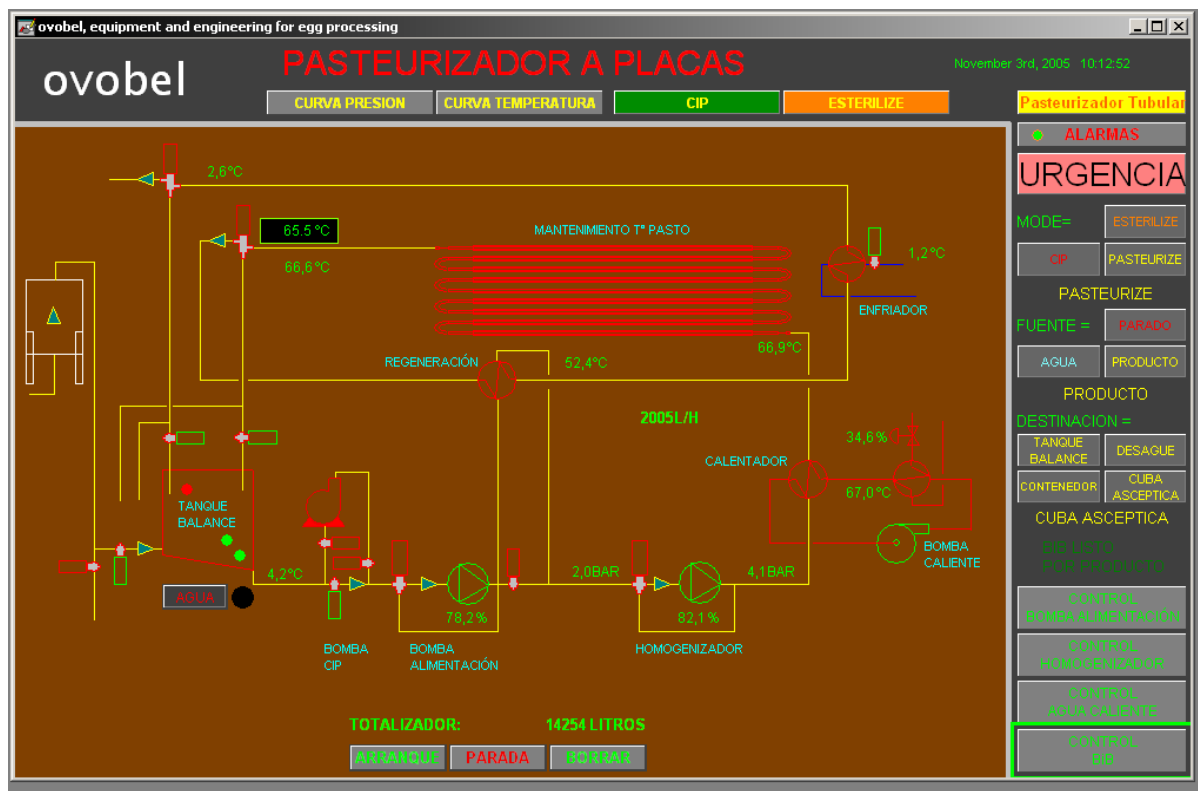 ovobel, equipment and engineering for egg processing
ovobel
PASTEURIZADOR A PLACAS
November 3rd, 2005 10:12:52
CURVA PRESION
CURVA TEMPERATURA
CIP
ESTERILIZE
Pasteurizador Tubular
ALARMAS
URGENCIA
MODE=
ESTERILIZE
CIP
PASTEURIZE
PASTEURIZE
FUENTE =
PARADO
AGUA
PRODUCTO
PRODUCTO
DESTINACION =
TANQUE
BALANCE
DESAGUE
CONTENEDOR
CUBA
ASCEPTICA
CUBA ASCEPTICA
BIB LISTO
POR PRODUCTO
CONTROL
BOMBA ALIMENTACIÓN
CONTROL
HOMOGENIZADOR
CONTROL
AGUA CALIENTE
CONTROL
BIB
2,6°C
65.5 °C
66,6°C
MANTENIMIENTO Tª PASTO
1,2°C
ENFRIADOR
66,9°C
REGENERACIÓN
52,4°C
2005L/H
34,6%
CALENTADOR
67,0°C
TANQUE
BALANCE
BOMBA
CALIENTE
4,2°C
2,0BAR
4,1BAR
AGUA
78,2%
82,1%
BOMBA
CIP
BOMBA
ALIMENTACIÓN
HOMOGENIZADOR
TOTALIZADOR: 14254 LITROS
ARRANQUE
PARADA
BORRAR